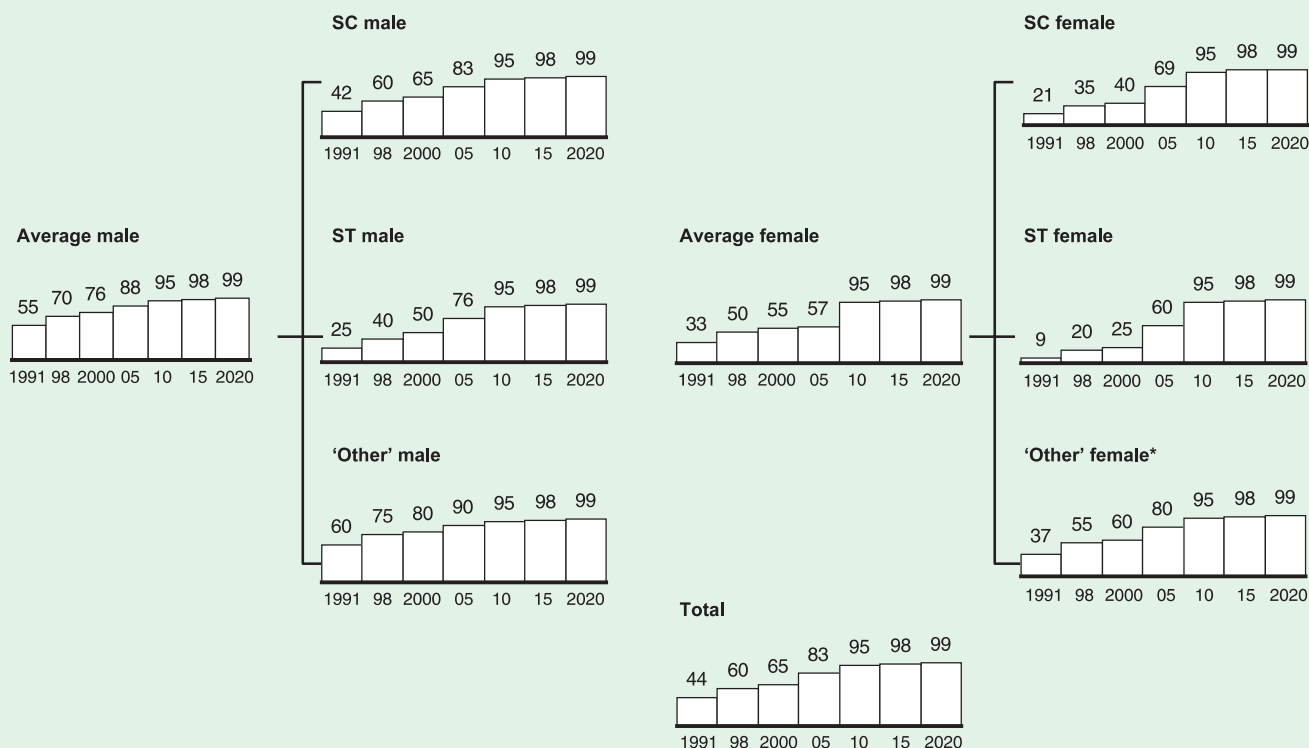 SC male
42 60 65 83 95 98 99
1991 98 2000 05 10 15 2020
SC female
21 35 40 69 95 98 99
1991 98 2000 05 10 15 2020
Average male
55 70 76 88 95 98 99
1991 98 2000 05 10 15 2020
ST male
25 40 50 76 95 98 99
1991 98 2000 05 10 15 2020
Average female
33 50 55 57 95 98 99
1991 98 2000 05 10 15 2020
ST female
9 20 25 60 95 98 99
1991 98 2000 05 10 15 2020
‘Other’ male
60 75 80 90 95 98 99
1991 98 2000 05 10 15 2020
‘Other’ female*
37 55 60 80 95 98 99
1991 98 2000 05 10 15 2020
Total
44 60 65 83 95 98 99
1991 98 2000 05 10 15 2020